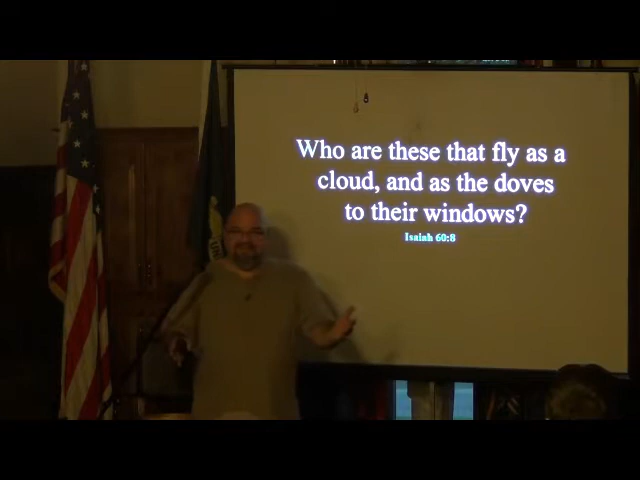 Who are these that fly as a
cloud, and as the doves
to their windows?
Isaiah 60:8